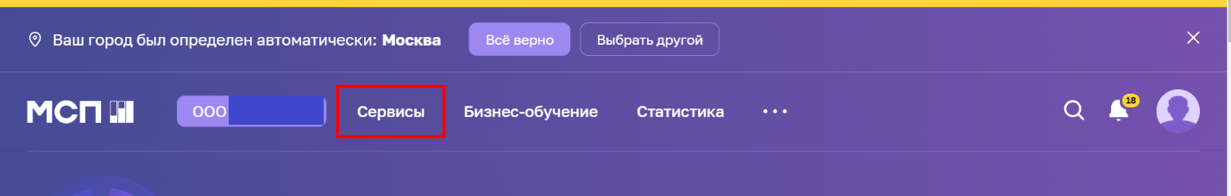 Ваш город был определен автоматически: Москва Всё верно Выбрать другой
МСП ООО Сервисы Бизнес-обучение Статистика ··· 18